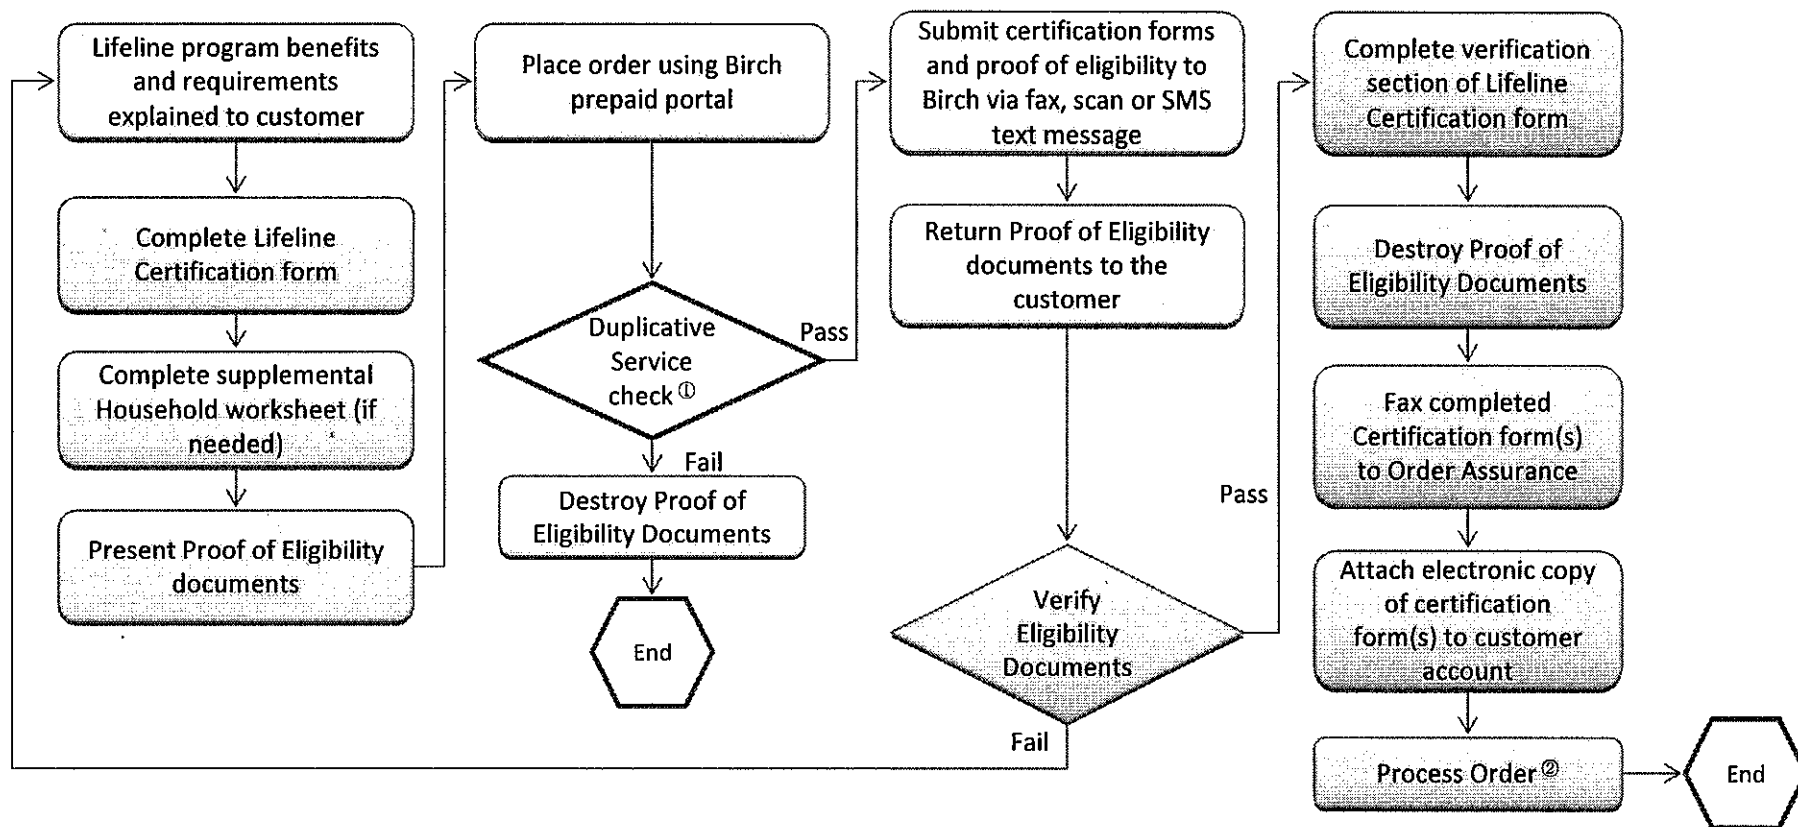 Lifeline program benefits
and requirements
explained to customer
Complete Lifeline
Certification form
Complete supplemental
Household worksheet (if
needed)
Present Proof of Eligibility
documents
Place order using Birch
prepaid portal
Duplicative
Service
check ①
Pass
Fail
Destroy Proof of
Eligibility Documents
End
Submit certification forms
and proof of eligibility to
Birch via fax, scan or SMS
text message
Return Proof of Eligibility
documents to the
customer
Verify
Eligibility
Documents
Pass
Fail
Complete verification
section of Lifeline
Certification form
Destroy Proof of
Eligibility Documents
Fax completed
Certification form(s)
to Order Assurance
Attach electronic copy
of certification
form(s) to customer
account
Process Order ②
End